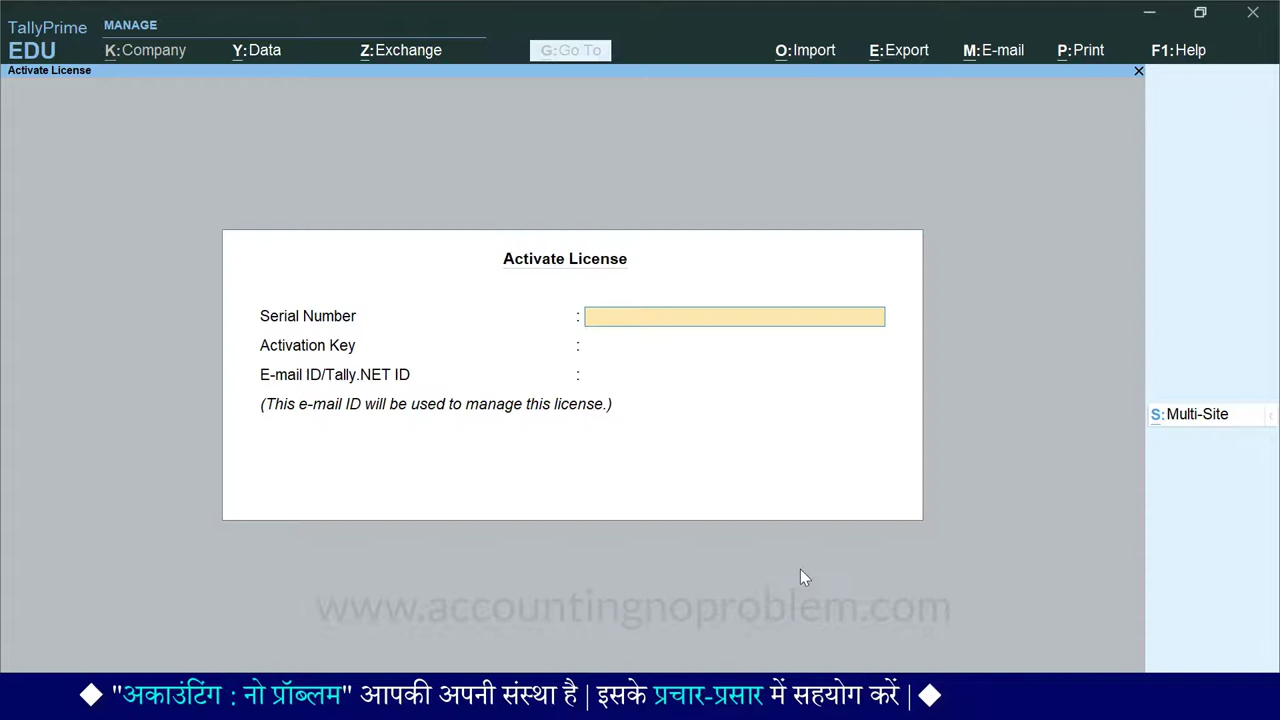 TallyPrime
EDU
MANAGE
K:Company Y:Data Z:Exchange G:Go To O:Import E:Export M:E-mail P:Print F1:Help
Activate License
Activate License
Serial Number :
Activation Key :
E-mail ID/Tally.NET ID :
(This e-mail ID will be used to manage this license.)
S:Multi-Site
www.accountingnoproblem.com
◆ "अकाउंटिंग : नो प्रॉब्लम" आपकी अपनी संस्था है | इसके प्रचार-प्रसार में सहयोग करें | ◆